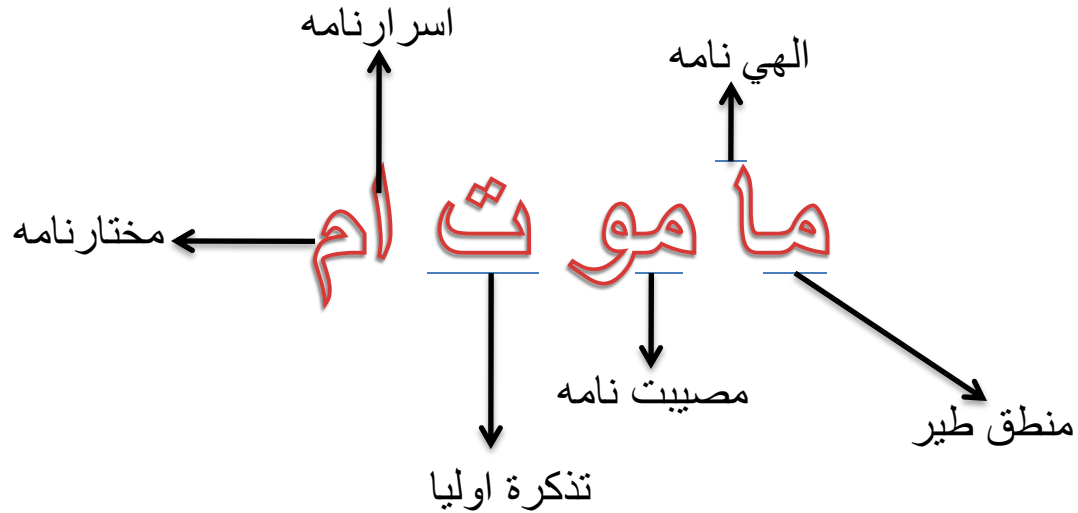 اسرارنامه
الهي نامه
ما مو ت ام
مختارنامه
مصيبت نامه
منطق طير
تذكرة اوليا